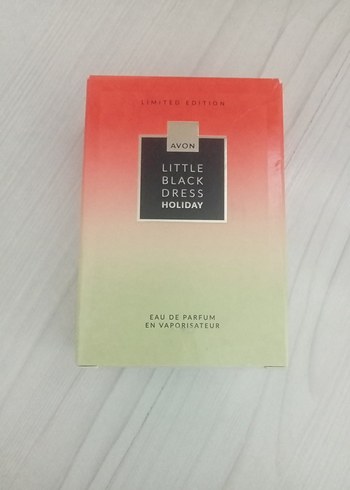 LIMITED EDITION
AVON
LITTLE
BLACK
DRESS
HOLIDAY
EAU DE PARFUM
EN VAPORISATEUR